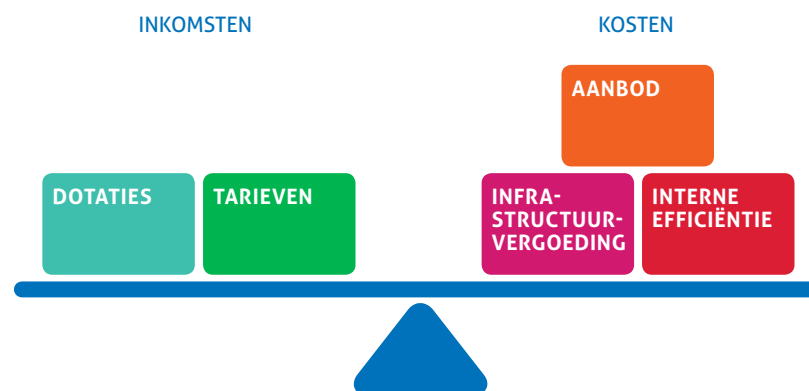 INKOMSTEN
KOSTEN
AANBOD
DOTATIES
TARIEVEN
INFRA-
STRUCTUUR-
VERGOEDING
INTERNE
EFFICIËNTIE